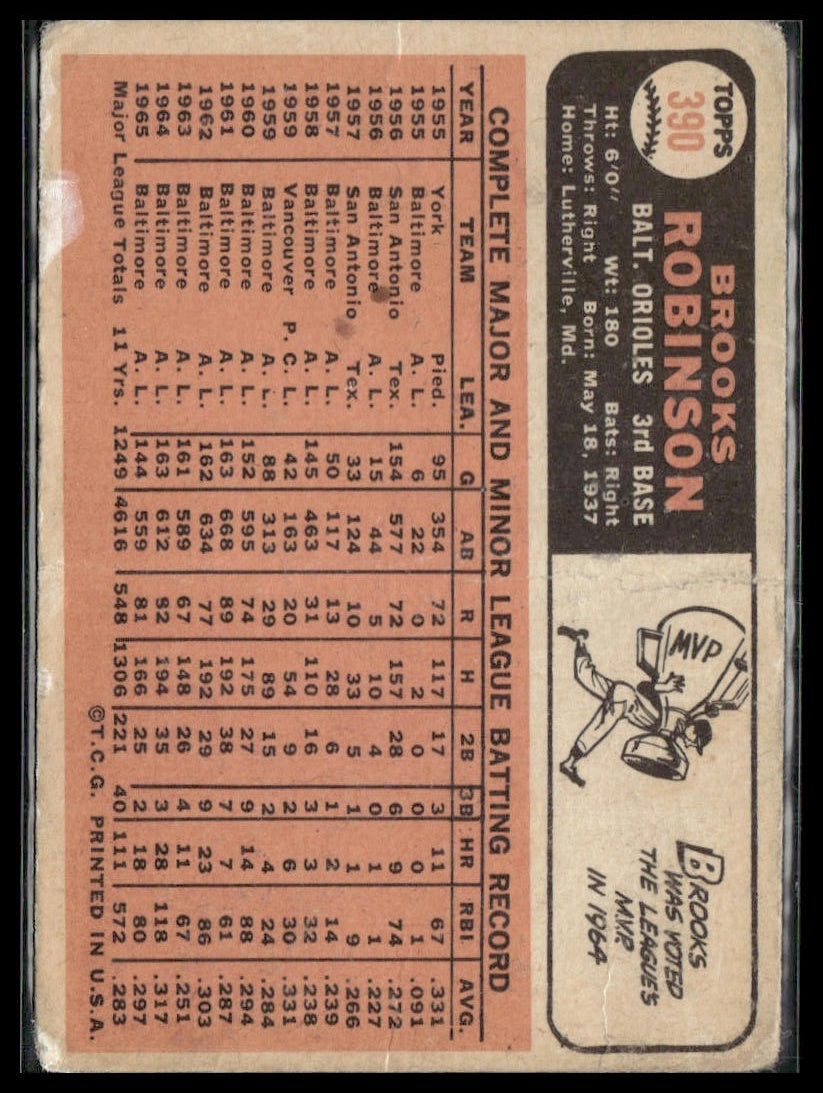 TOPPS
390
BROOKS
ROBINSON
BALT. ORIOLES 3rd BASE
Ht: 6'0" Wt: 180 Bats: Right
Throws: Right Born: May 18, 1937
Home: Lutherville, Md.
MVP
BROOKS
WAS VOTED
THE LEAGUE'S
M.V.P.
IN 1964
COMPLETE MAJOR AND MINOR LEAGUE BATTING RECORD
YEAR TEAM LEA. G AB R H 2B 3B HR RBI AVG.
1955 York Pied. 95 354 72 117 17 3 11 67 .331
1955 Baltimore A. L. 6 22 0 2 0 0 0 1 .091
1956 San Antonio Tex. 154 577 72 157 28 6 9 74 .272
1956 Baltimore A. L. 15 44 5 10 4 0 1 1 .227
1957 San Antonio Tex. 33 124 10 33 5 1 1 9 .266
1957 Baltimore A. L. 50 117 13 28 6 1 2 14 .239
1958 Baltimore A. L. 145 463 31 110 16 3 3 32 .238
1959 Vancouver P. C. L. 42 163 20 54 9 2 6 30 .331
1959 Baltimore A. L. 88 313 29 89 15 2 4 24 .284
1960 Baltimore A. L. 152 595 74 175 27 9 14 88 .294
1961 Baltimore A. L. 163 668 89 192 38 7 7 61 .287
1962 Baltimore A. L. 162 634 77 192 29 9 23 86 .303
1963 Baltimore A. L. 161 589 67 148 26 4 11 67 .251
1964 Baltimore A. L. 163 612 82 194 35 3 28 118 .317
1965 Baltimore A. L. 144 559 81 166 25 2 18 80 .297
Major League Totals 11 Yrs. 1249 4616 548 1306 221 40 111 572 .283
©T.C.G. PRINTED IN U.S.A.